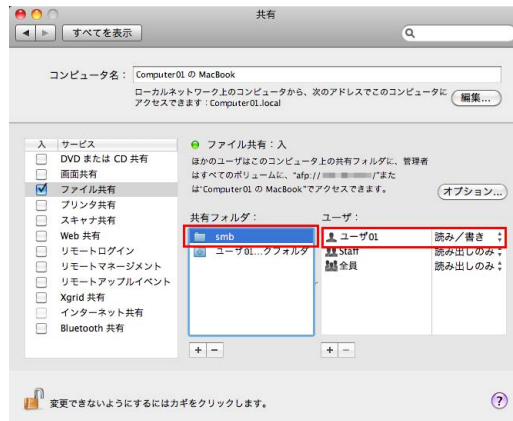 共有
すべてを表示
コンピュータ名： Computer01 の MacBook
ローカルネットワーク上のコンピュータから、次のアドレスでこのコンピュータに
アクセスできます：Computer01.local
編集...
入 サービス
DVD または CD 共有
画面共有
ファイル共有
プリンタ共有
スキャナ共有
Web 共有
リモートログイン
リモートマネージメント
リモートアップルイベント
Xgrid 共有
インターネット共有
Bluetooth 共有
ファイル共有：入
ほかのユーザはこのコンピュータ上の共有フォルダに、管理者
はすべてのボリュームに、"afp:// /"また
は"Computer01 の MacBook"でアクセスできます。
オプション...
共有フォルダ：
smb
ユーザ01...クフォルダ
ユーザ：
ユーザ01 読み／書き
Staff 読み出しのみ
全員 読み出しのみ
+ −
+ −
変更できないようにするにはカギをクリックします。
?